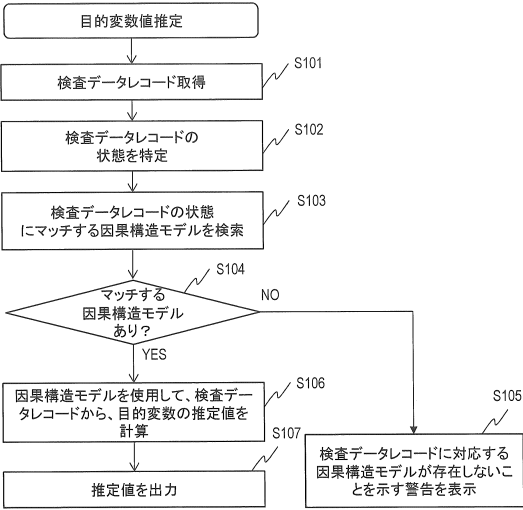 目的変数値推定
S101
検査データレコード取得
S102
検査データレコードの
状態を特定
S103
検査データレコードの状態
にマッチする因果構造モデルを検索
S104
マッチする
因果構造モデル
あり？
NO
YES
S106
因果構造モデルを使用して、検査デー
タレコードから、目的変数の推定値を
計算
S105
検査データレコードに対応する
因果構造モデルが存在しないこ
とを示す警告を表示
S107
推定値を出力